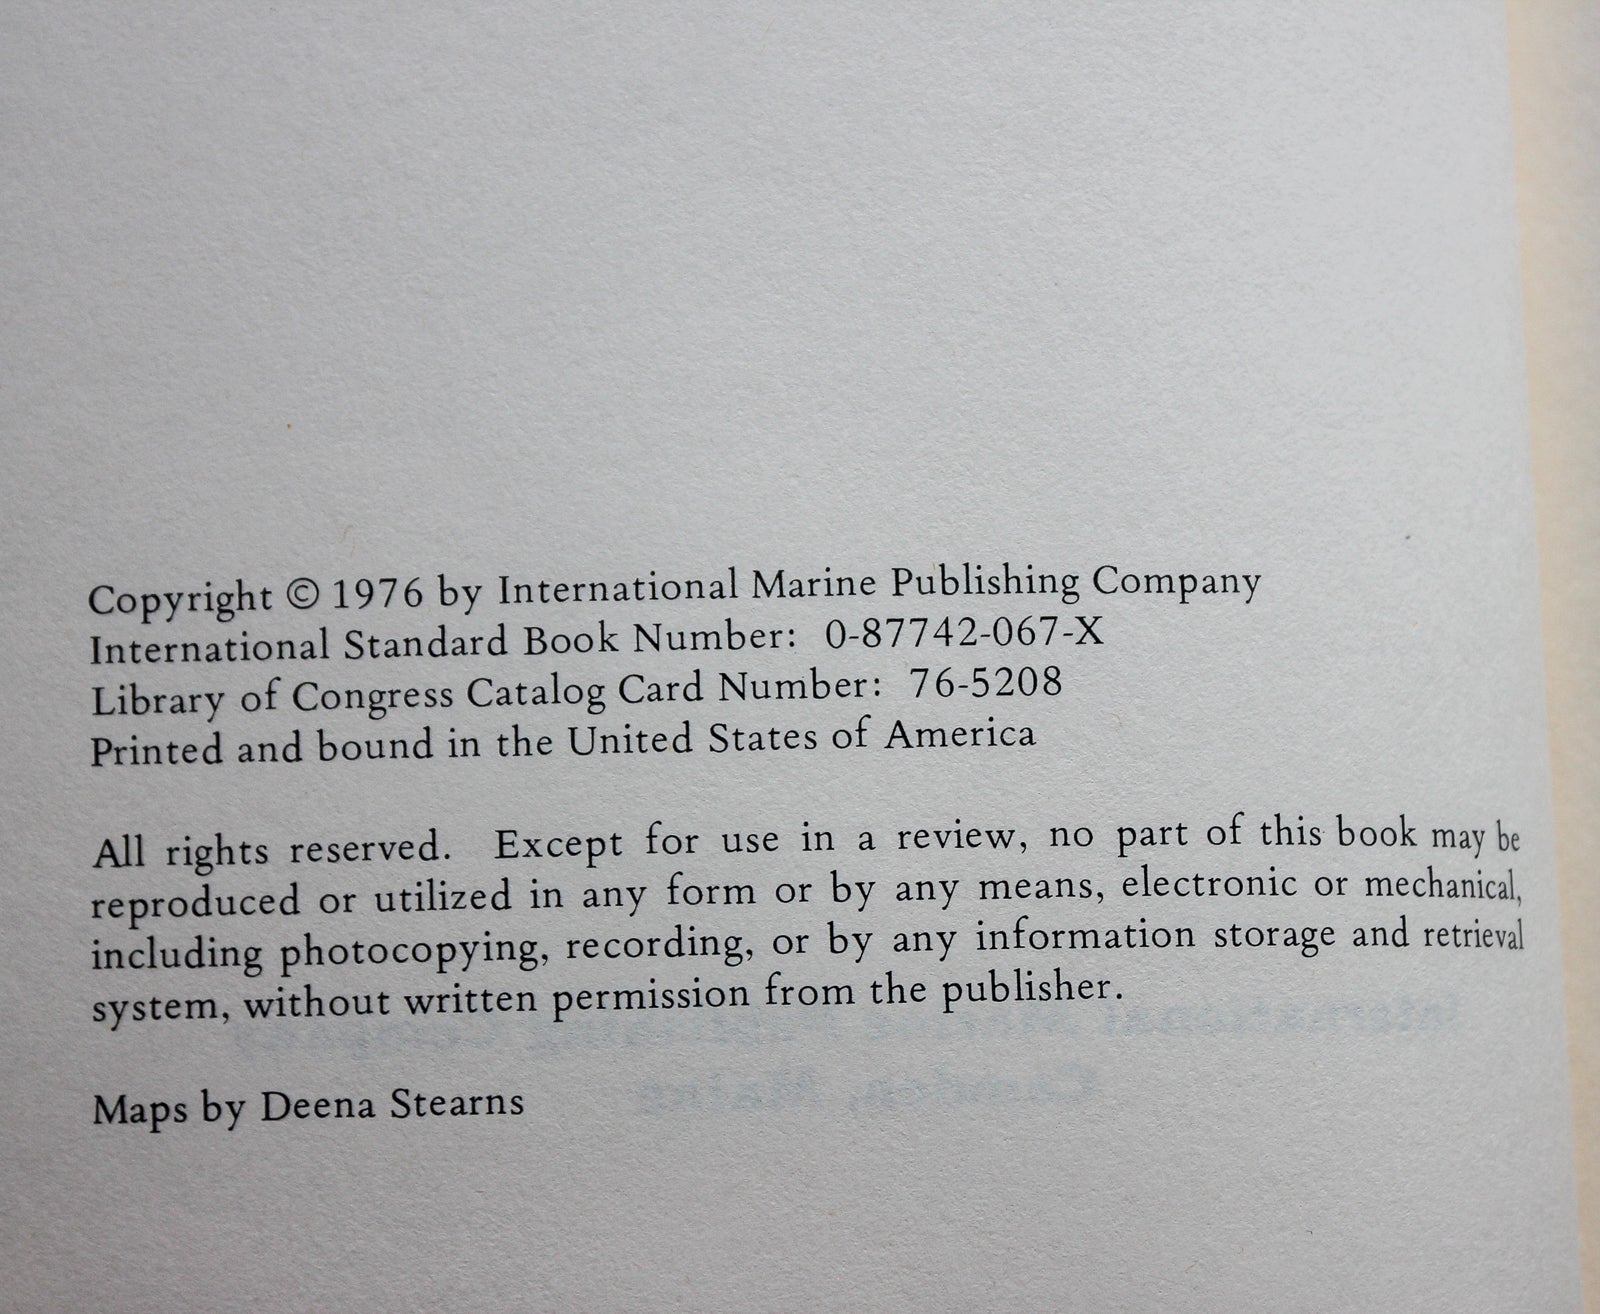 Copyright © 1976 by International Marine Publishing Company
International Standard Book Number: 0-87742-067-X
Library of Congress Catalog Card Number: 76-5208
Printed and bound in the United States of America
All rights reserved. Except for use in a review, no part of this book may be
reproduced or utilized in any form or by any means, electronic or mechanical,
including photocopying, recording, or by any information storage and retrieval
system, without written permission from the publisher.
Maps by Deena Stearns